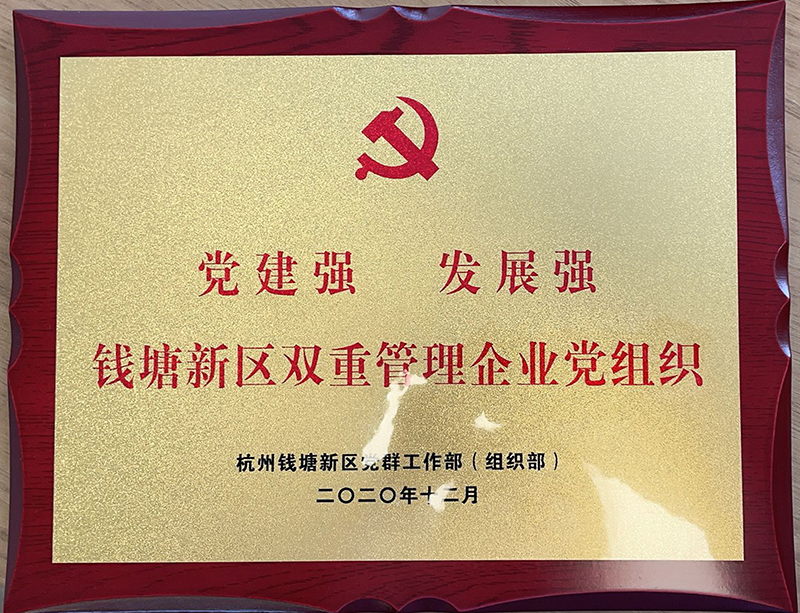 党建强 发展强
钱塘新区双重管理企业党组织
杭州钱塘新区党群工作部（组织部）
二〇二〇年十二月